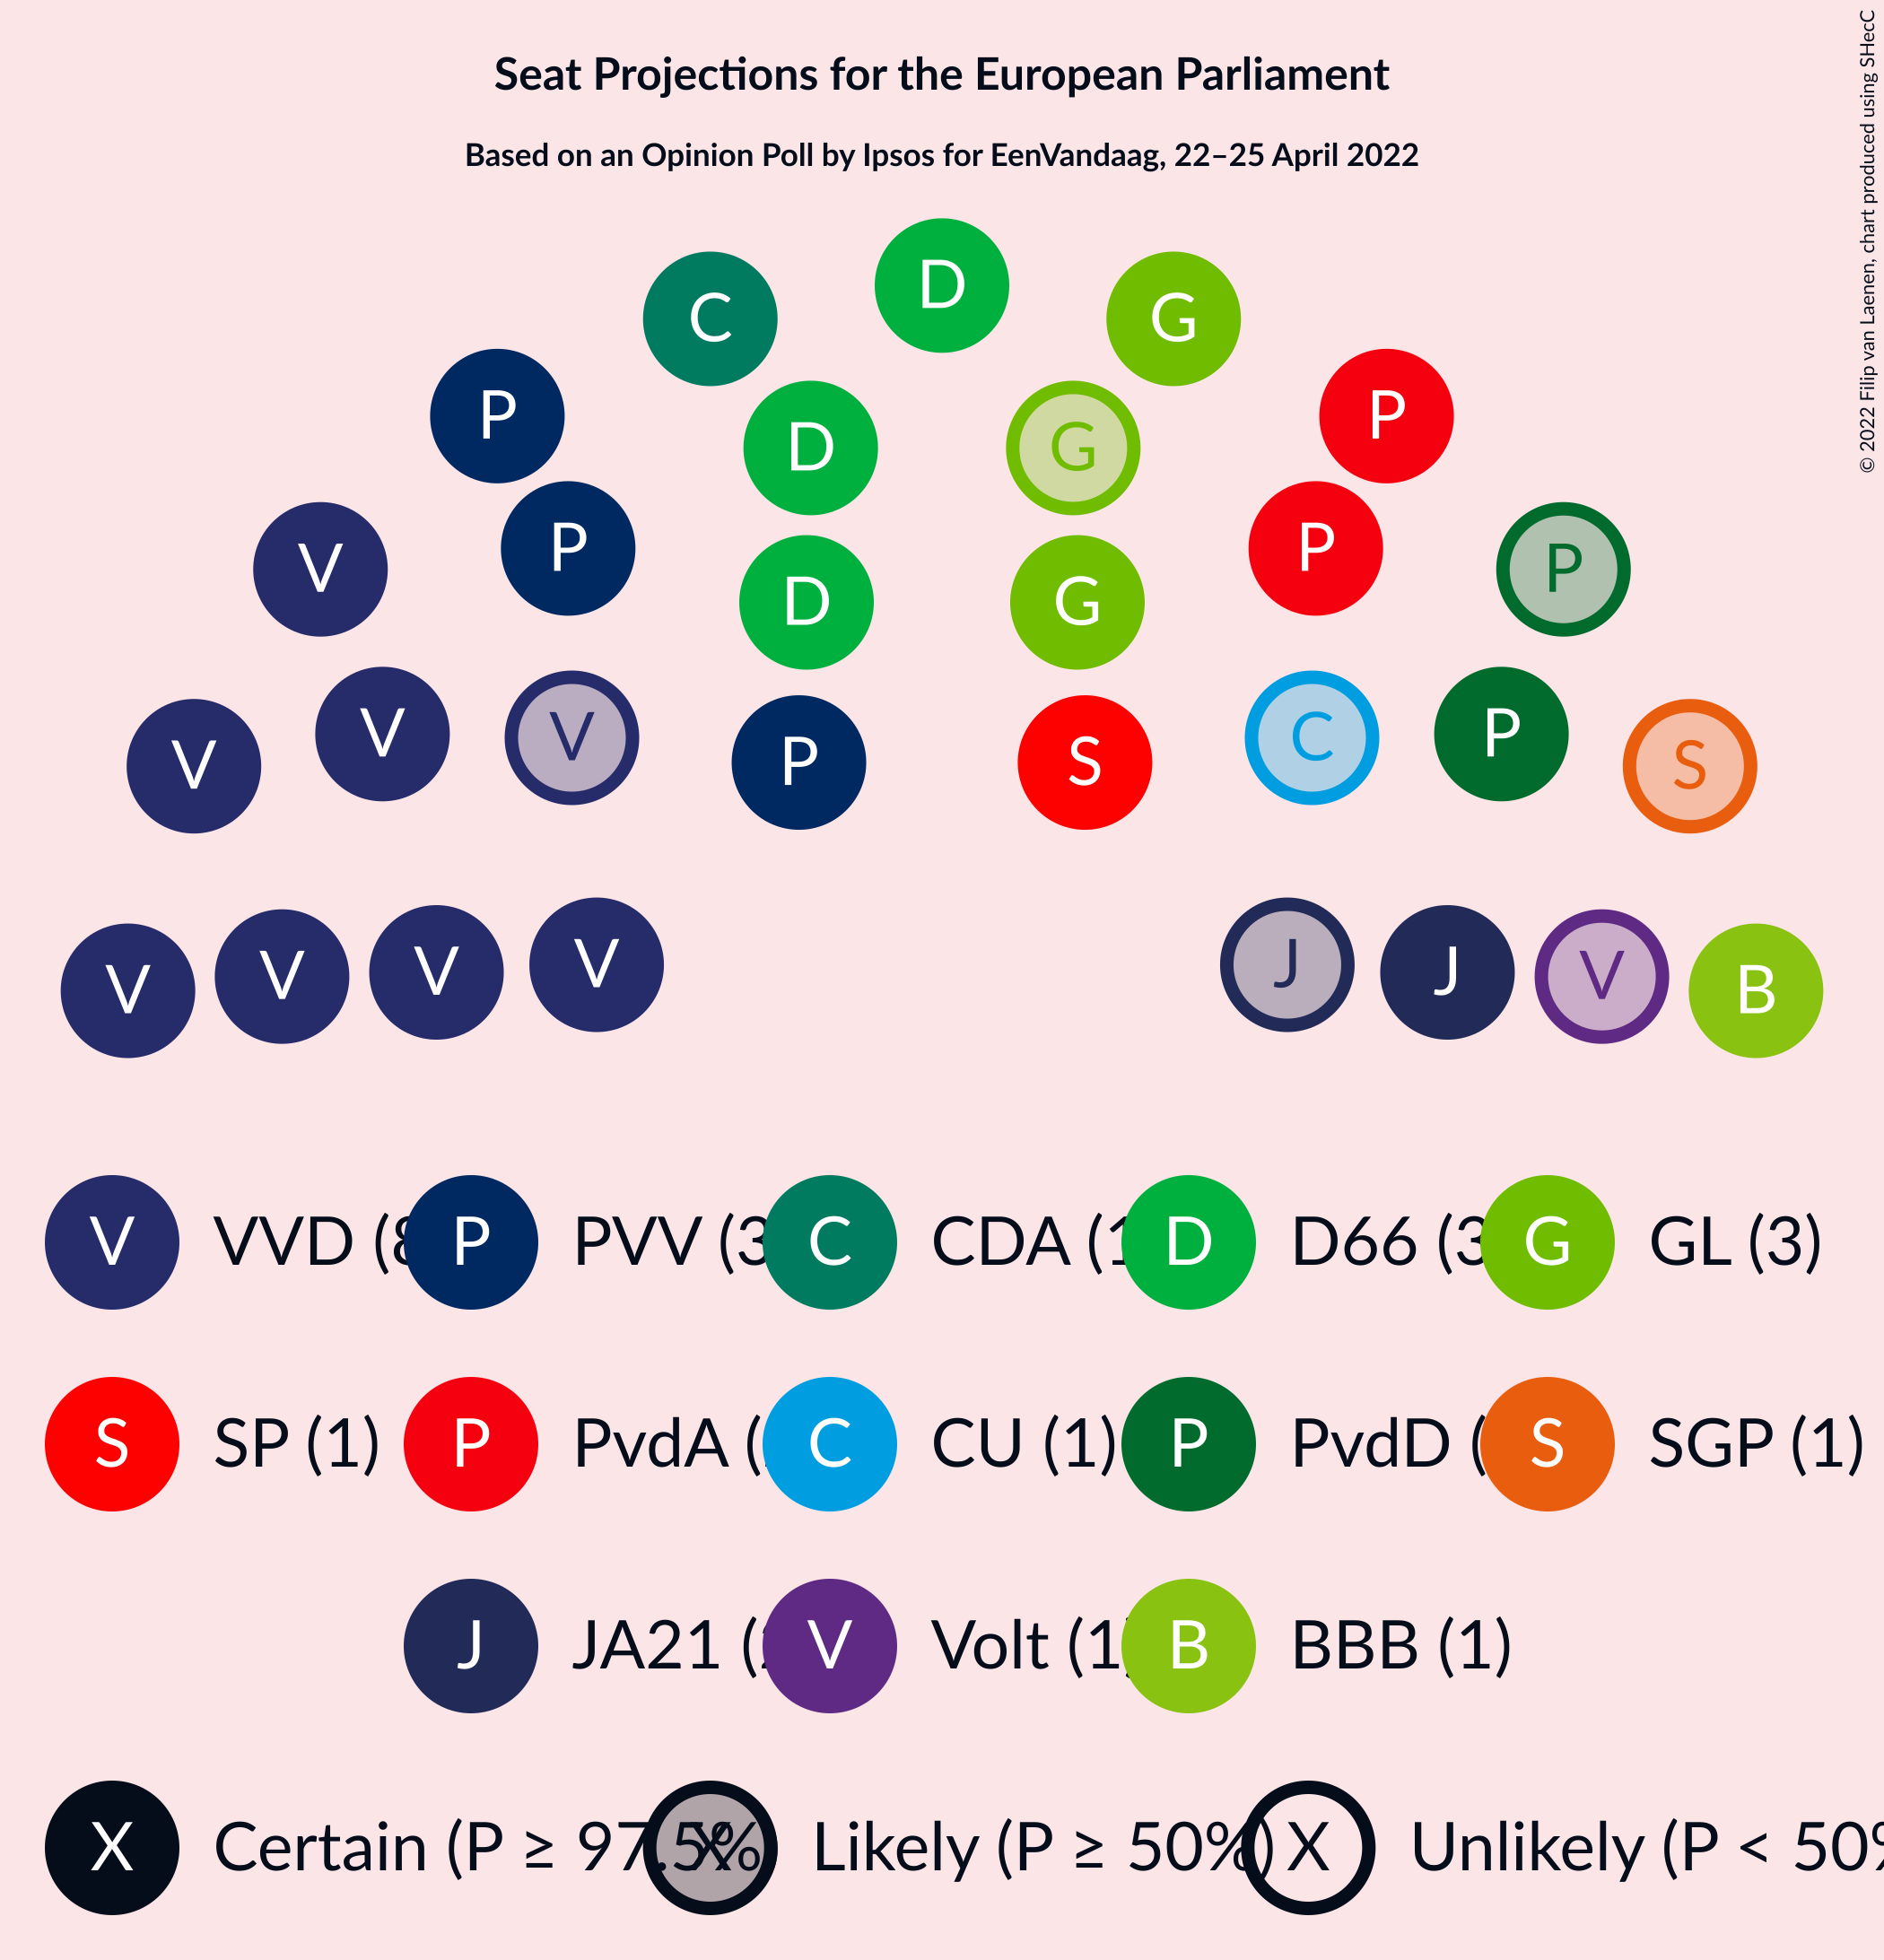 Seat Projections for the European Parliament
Based on an Opinion Poll by Ipsos for EenVandaag, 22–25 April 2022
© 2022 Filip van Laenen, chart produced using SHecC
D
C G
P P
D G
P P
V P
D G
V P
V C
P S
V S
V V V V J J V B
V VVD (8 P PVV (3 C CDA (1 D D66 (3 G GL (3)
S SP (1) P PvdA ( C CU (1) P PvdD ( S SGP (1)
J JA21 ( V Volt (1) B BBB (1)
X Certain (P ≥ 97.5% X Likely (P ≥ 50%) X Unlikely (P < 50%